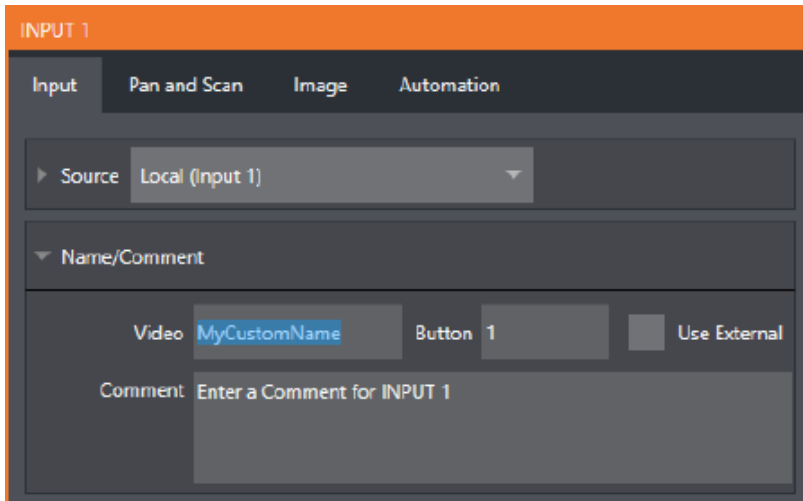 INPUT 1
Input Pan and Scan Image Automation
Source Local (Input 1)
Name/Comment
Video MyCustomName Button 1 Use External
Comment Enter a Comment for INPUT 1